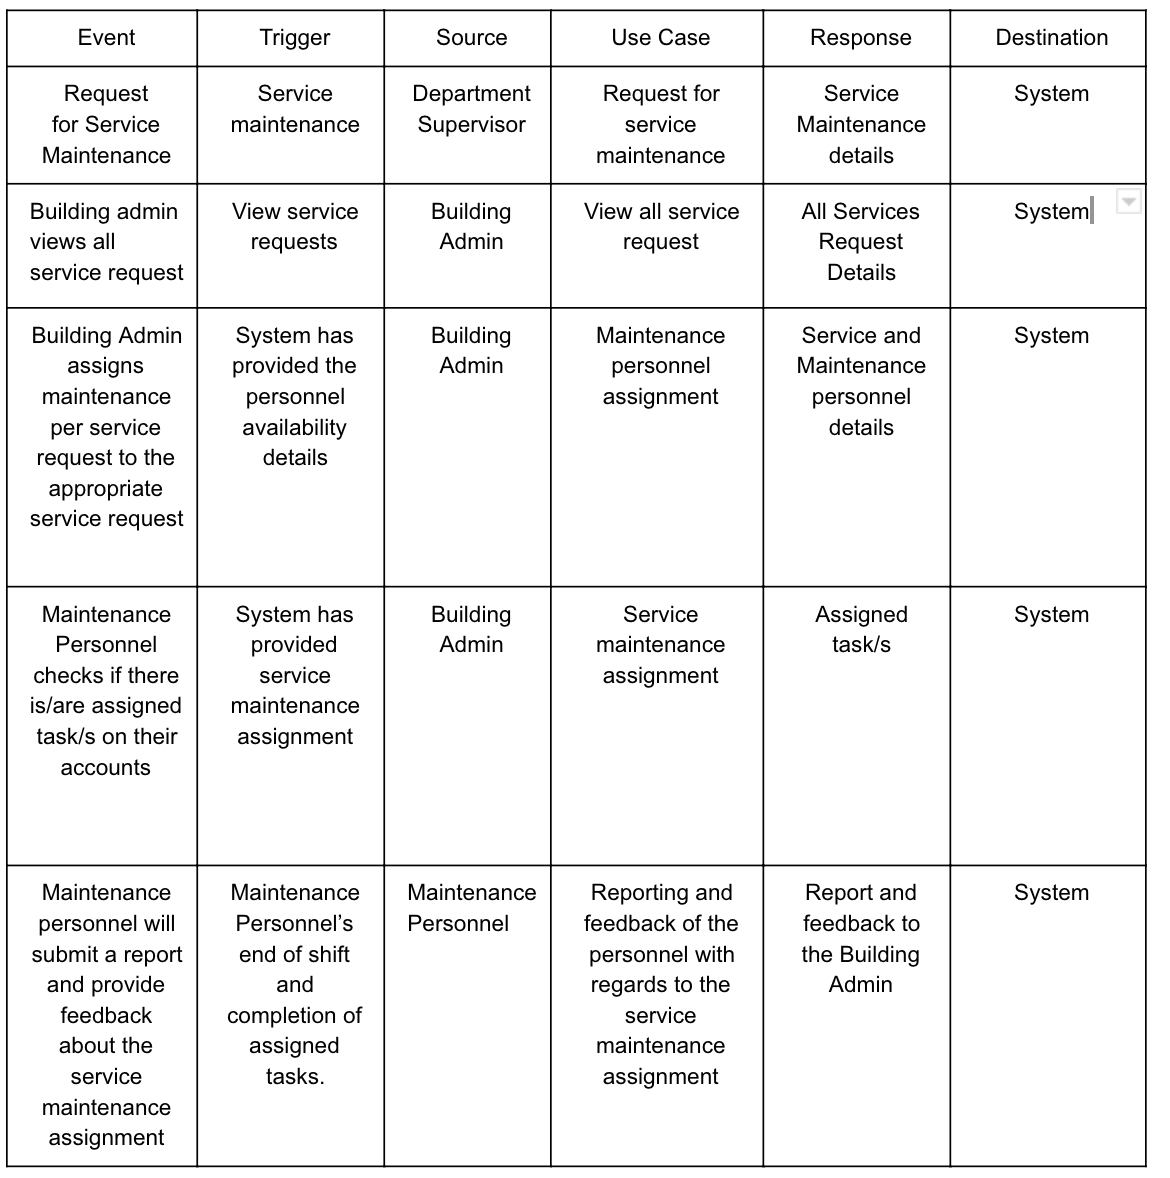 Event
Trigger
Source
Use Case
Response
Destination
Request
for Service
Maintenance
Service
maintenance
Department
Supervisor
Request for
service
maintenance
Service
Maintenance
details
System
Building admin
views all
service request
View service
requests
Building
Admin
View all service
request
All Services
Request
Details
System
Building Admin
assigns
maintenance
per service
request to the
appropriate
service request
System has
provided the
personnel
availability
details
Building
Admin
Maintenance
personnel
assignment
Service and
Maintenance
personnel
details
System
Maintenance
Personnel
checks if there
is/are assigned
task/s on their
accounts
System has
provided
service
maintenance
assignment
Building
Admin
Service
maintenance
assignment
Assigned
task/s
System
Maintenance
personnel will
submit a report
and provide
feedback
about the
service
maintenance
assignment
Maintenance
Personnel’s
end of shift
and
completion of
assigned
tasks.
Maintenance
Personnel
Reporting and
feedback of the
personnel with
regards to the
service
maintenance
assignment
Report and
feedback to
the Building
Admin
System